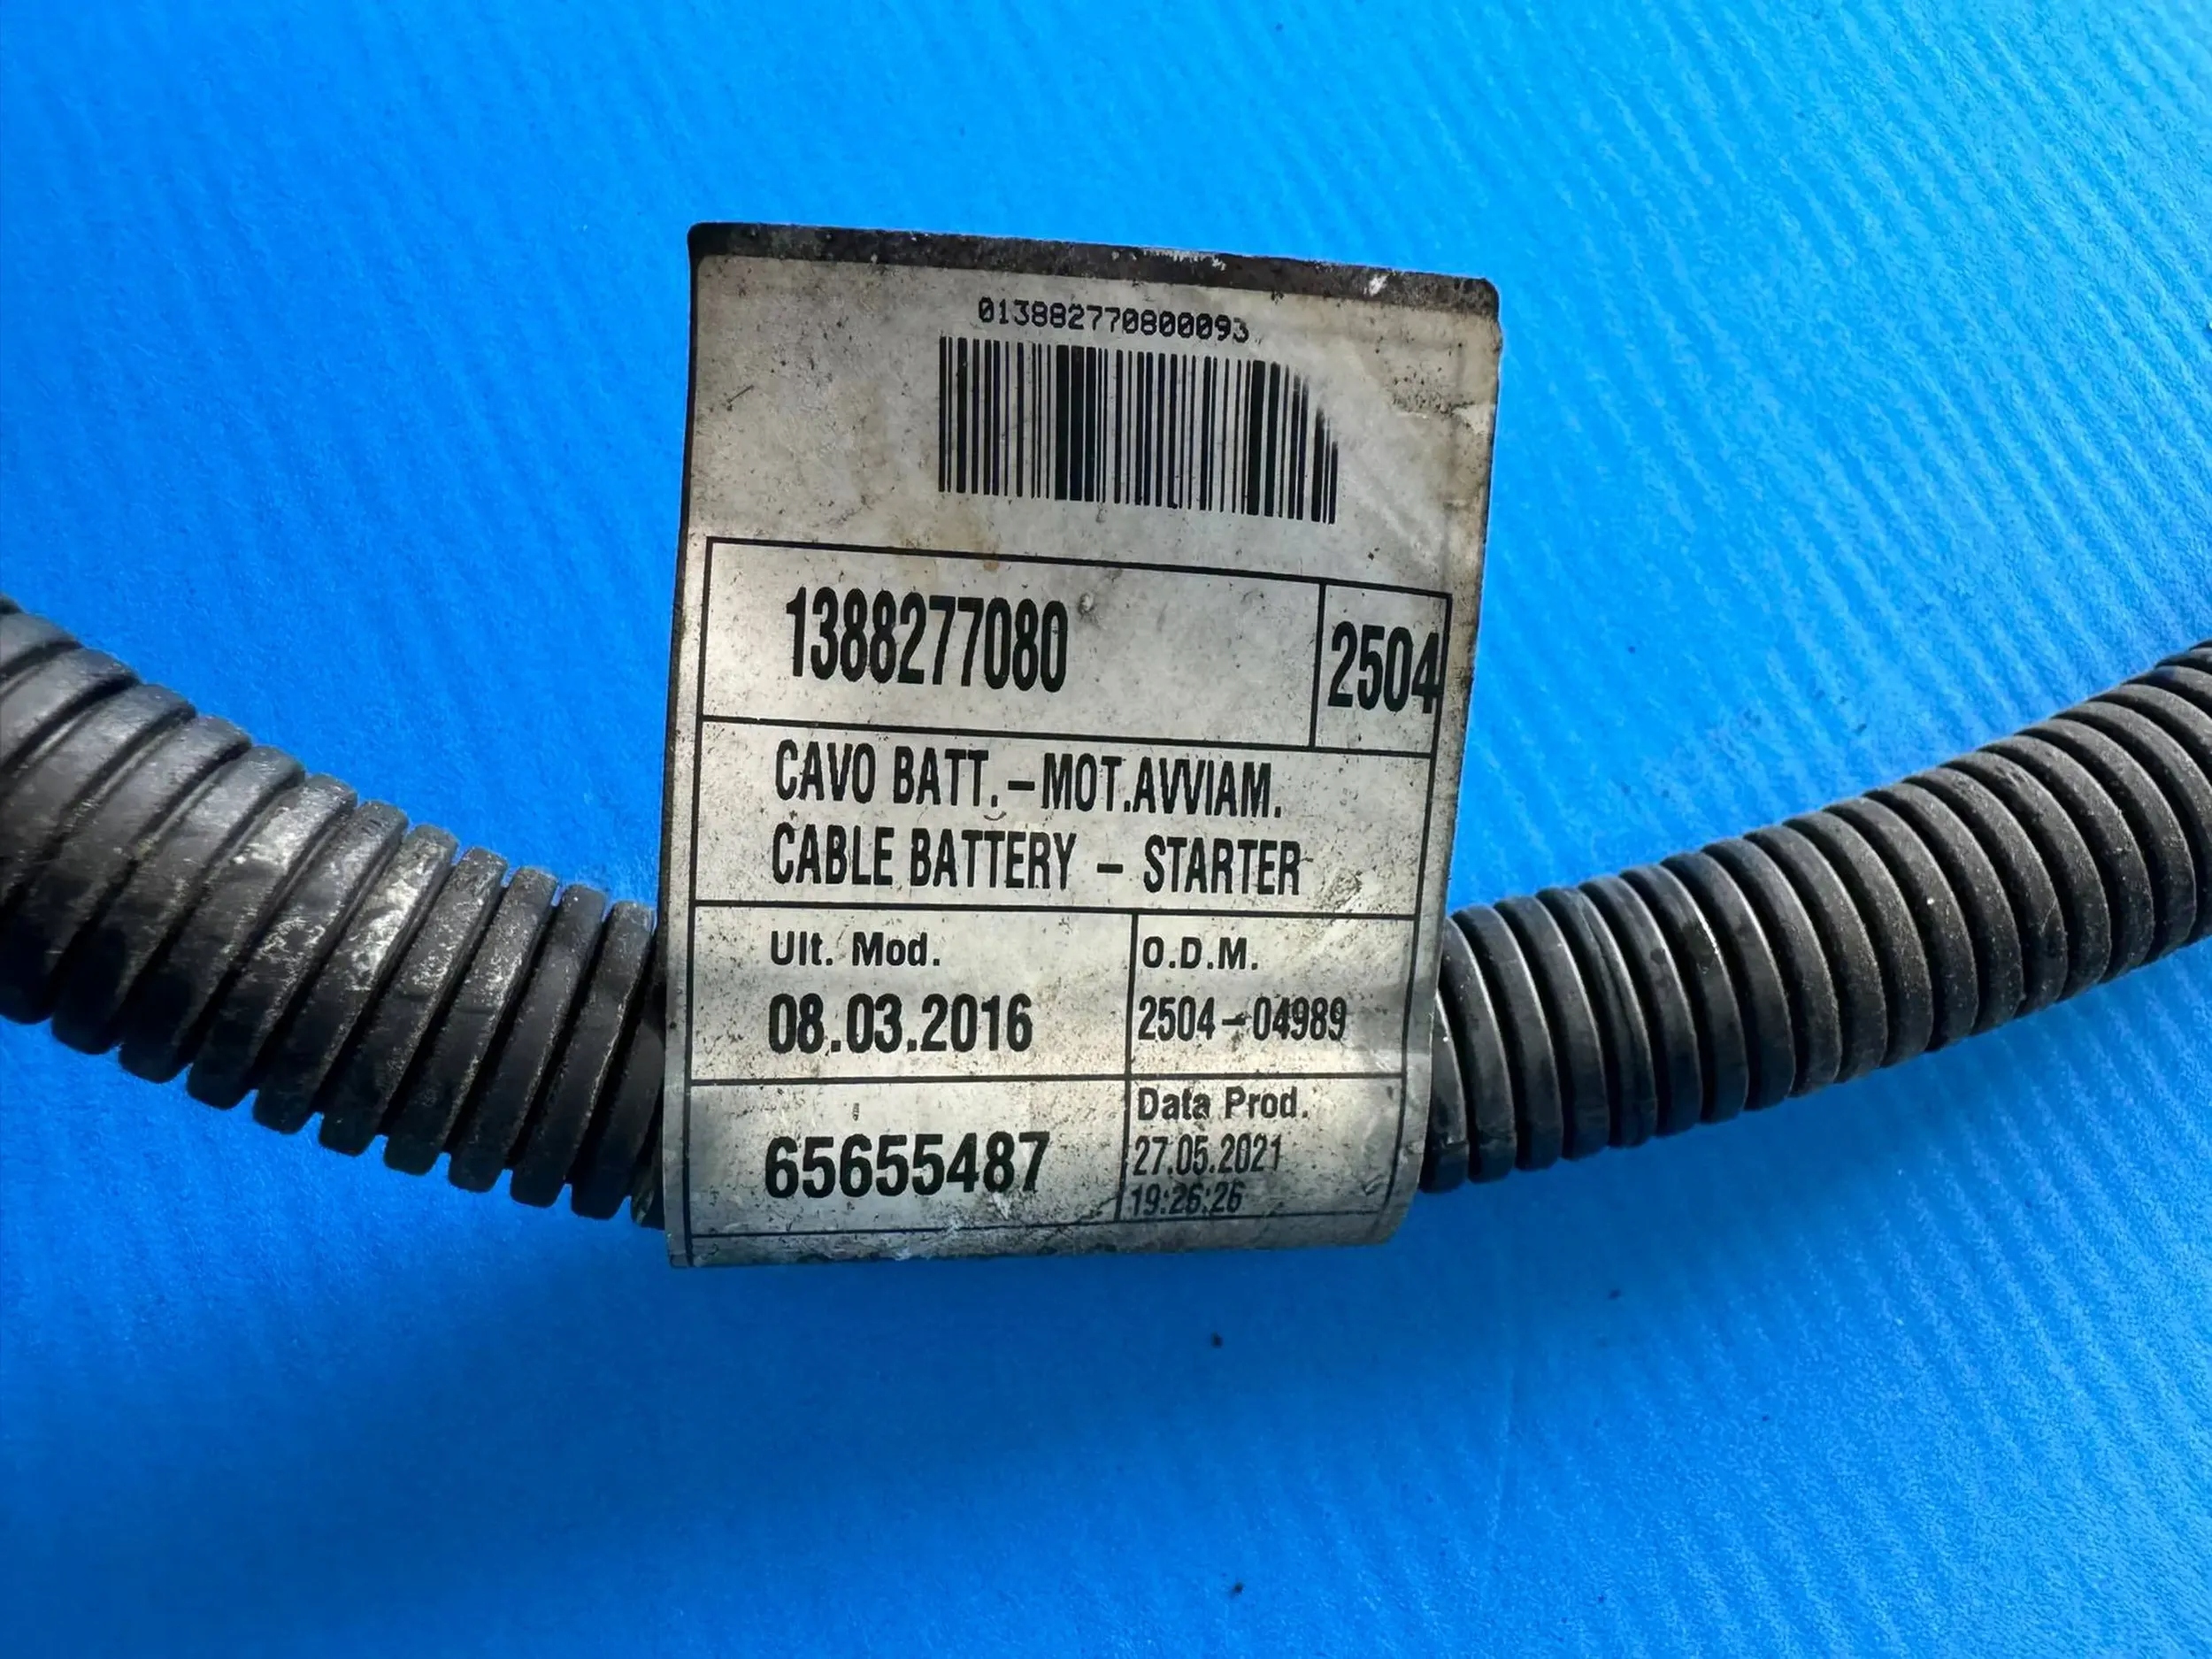 013882770800093
1388277080
2504
CAVO BATT.-MOT.AVVIAM.
CABLE BATTERY - STARTER
Ult. Mod.
08.03.2016
O.D.M.
2504-04989
65655487
Data Prod.
27.05.2021
19:26:26